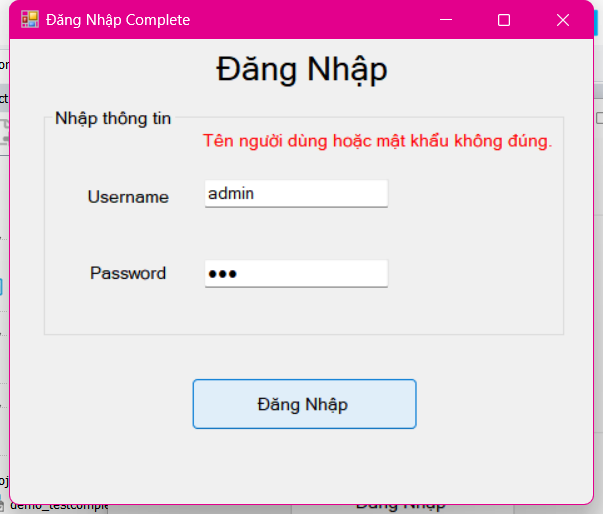 Đăng Nhập Complete
Đăng Nhập
Nhập thông tin
Tên người dùng hoặc mật khẩu không đúng.
Username admin
Password •••
Đăng Nhập
demo_testcomple
Đăng Nhập